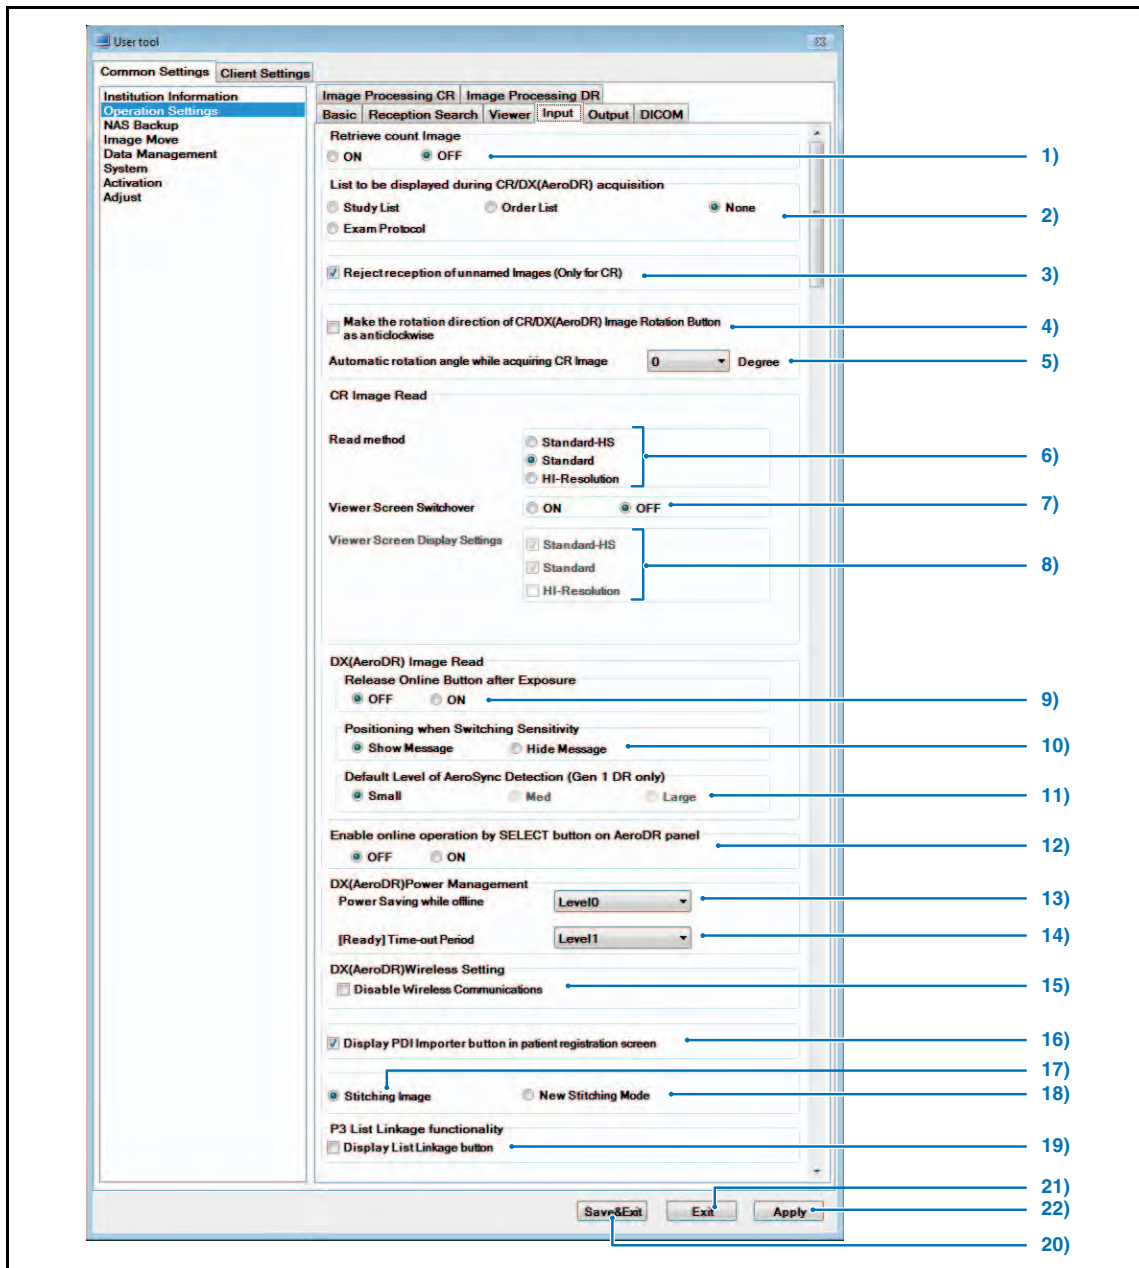 User tool
Common Settings Client Settings
Institution Information
Operation Settings
NAS Backup
Image Move
Data Management
System
Activation
Adjust
Image Processing CR Image Processing DR
Basic Reception Search Viewer Input Output DICOM
Retrieve count Image
ON OFF 1)
List to be displayed during CR/DX(AeroDR) acquisition
Study List Order List None 2)
Exam Protocol
Reject reception of unnamed Images (Only for CR) 3)
Make the rotation direction of CR/DX(AeroDR) Image Rotation Button
as anticlockwise 4)
Automatic rotation angle while acquiring CR Image 0 Degree 5)
CR Image Read
Read method Standard-HS
Standard 6)
HI-Resolution
Viewer Screen Switchover ON OFF 7)
Viewer Screen Display Settings Standard-HS
Standard 8)
HI-Resolution
DX(AeroDR) Image Read
Release Online Button after Exposure
OFF ON 9)
Positioning when Switching Sensitivity
Show Message Hide Message 10)
Default Level of AeroSync Detection (Gen 1 DR only)
Small Med Large 11)
Enable online operation by SELECT button on AeroDR panel 12)
OFF ON
DX(AeroDR)Power Management
Power Saving while offline Level0 13)
[Ready] Time-out Period Level1 14)
DX(AeroDR)Wireless Setting
Disable Wireless Communications 15)
Display PDI Importer button in patient registration screen 16)
17)
Stitching Image New Stitching Mode 18)
P3 List Linkage functionality
Display List Linkage button 19)
21)
Save&Exit Exit Apply 22)
20)